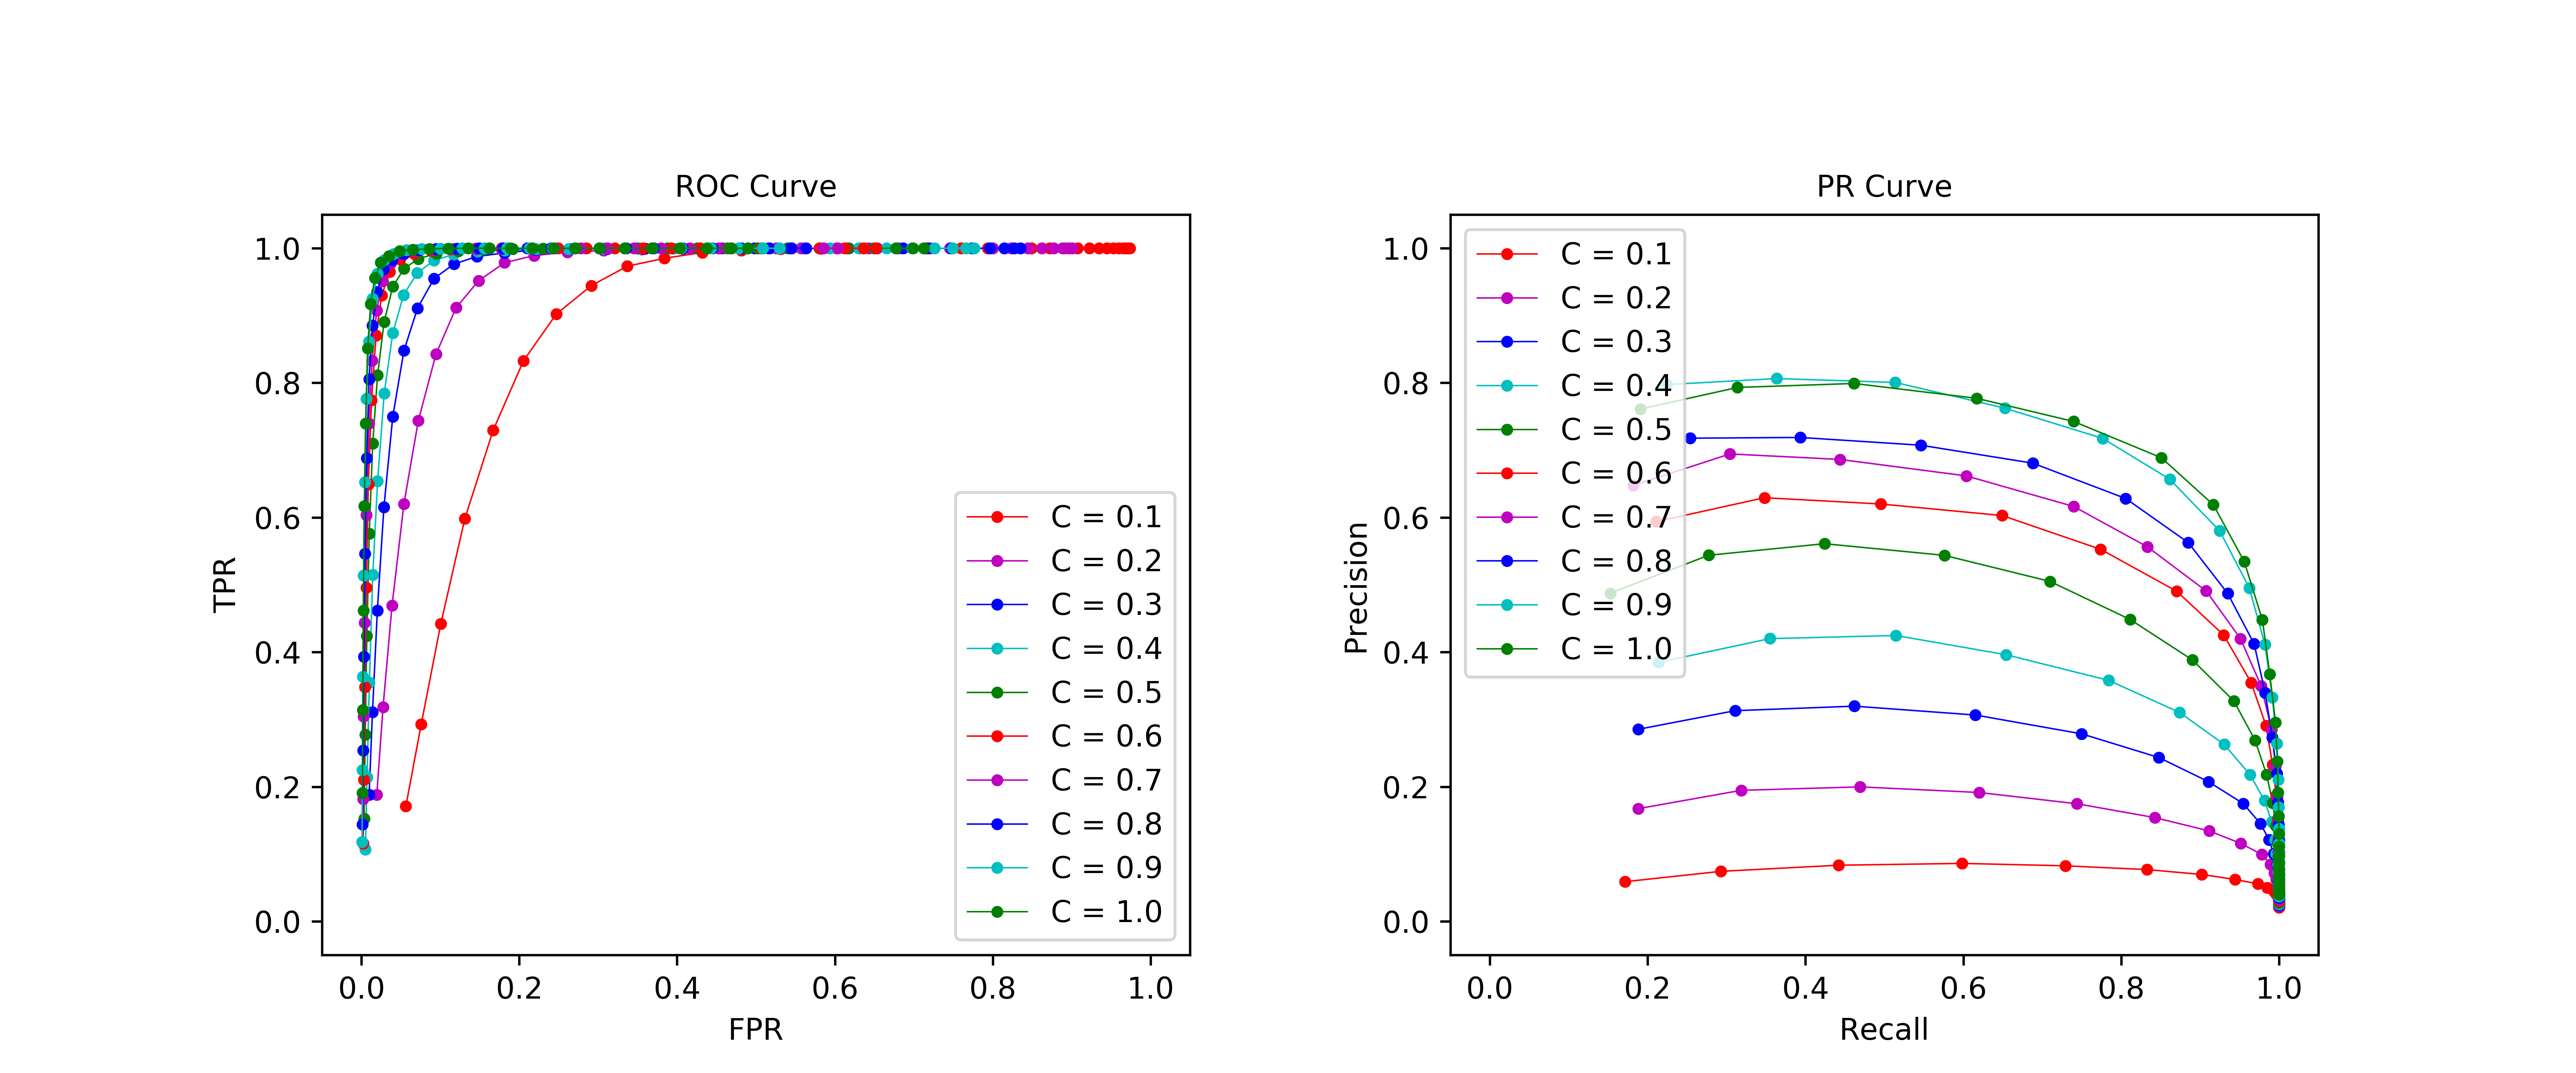 ROC Curve
1.0
0.8
0.6
0.4
0.2
0.0
TPR
0.0 0.2 0.4 0.6 0.8 1.0
FPR
C = 0.1
C = 0.2
C = 0.3
C = 0.4
C = 0.5
C = 0.6
C = 0.7
C = 0.8
C = 0.9
C = 1.0
PR Curve
1.0
0.8
0.6
0.4
0.2
0.0
Precision
0.0 0.2 0.4 0.6 0.8 1.0
Recall
C = 0.1
C = 0.2
C = 0.3
C = 0.4
C = 0.5
C = 0.6
C = 0.7
C = 0.8
C = 0.9
C = 1.0